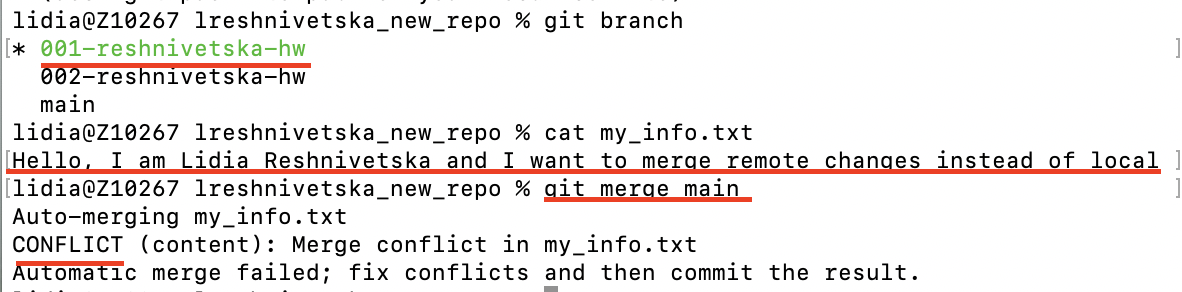 lidia@Z10267 lreshnivetska_new_repo % git branch
* 001-reshnivetska-hw
002-reshnivetska-hw
main
lidia@Z10267 lreshnivetska_new_repo % cat my_info.txt
Hello, I am Lidia Reshnivetska and I want to merge remote changes instead of local
lidia@Z10267 lreshnivetska_new_repo % git merge main
Auto-merging my_info.txt
CONFLICT (content): Merge conflict in my_info.txt
Automatic merge failed; fix conflicts and then commit the result.